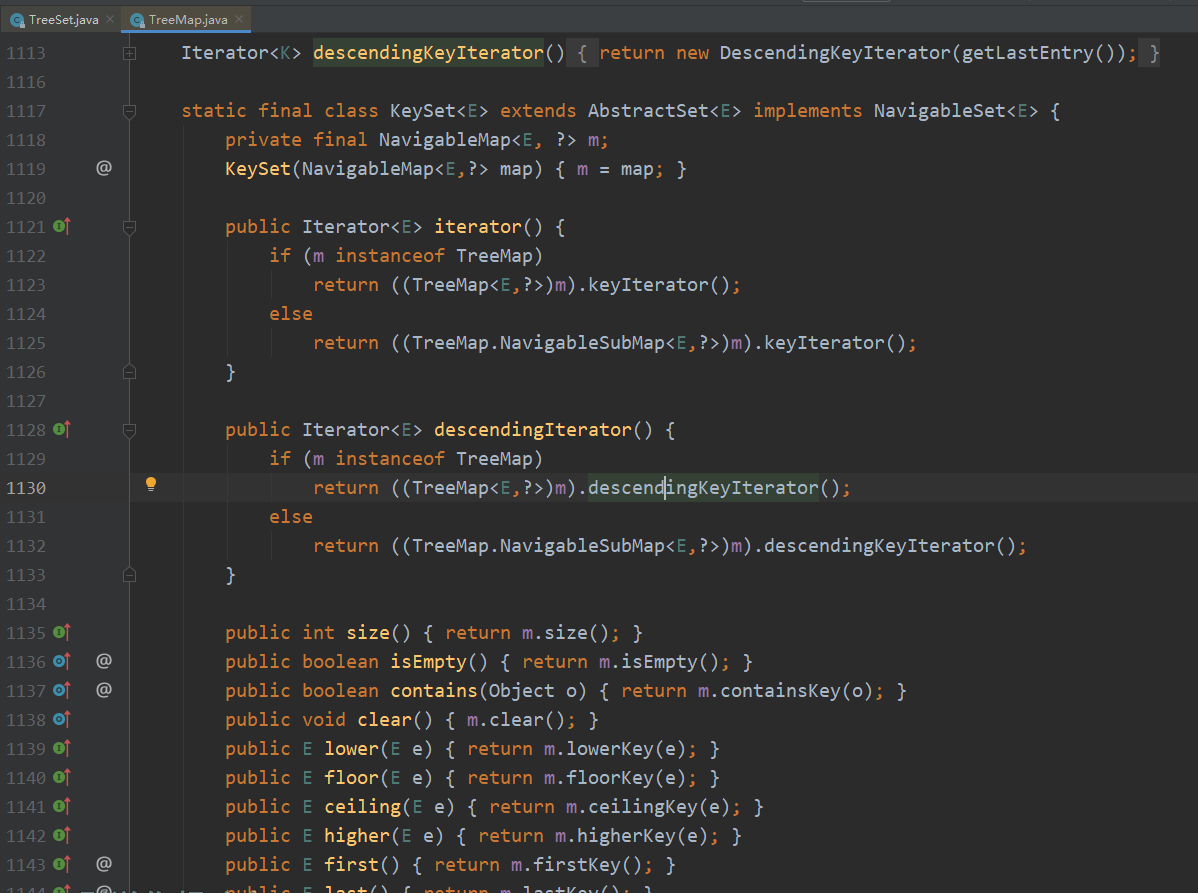 TreeSet.java × TreeMap.java ×
1113 Iterator<K> descendingKeyIterator() { return new DescendingKeyIterator(getLastEntry()); }
1116
1117 static final class KeySet<E> extends AbstractSet<E> implements NavigableSet<E> {
1118 private final NavigableMap<E, ?> m;
1119 @ KeySet(NavigableMap<E,?> map) { m = map; }
1120
1121 public Iterator<E> iterator() {
1122 if (m instanceof TreeMap)
1123 return ((TreeMap<E,?>)m).keyIterator();
1124 else
1125 return ((TreeMap.NavigableSubMap<E,?>)m).keyIterator();
1126 }
1127
1128 public Iterator<E> descendingIterator() {
1129 if (m instanceof TreeMap)
1130 return ((TreeMap<E,?>)m).descendingKeyIterator();
1131 else
1132 return ((TreeMap.NavigableSubMap<E,?>)m).descendingKeyIterator();
1133 }
1134
1135 public int size() { return m.size(); }
1136 @ public boolean isEmpty() { return m.isEmpty(); }
1137 @ public boolean contains(Object o) { return m.containsKey(o); }
1138 public void clear() { m.clear(); }
1139 public E lower(E e) { return m.lowerKey(e); }
1140 public E floor(E e) { return m.floorKey(e); }
1141 public E ceiling(E e) { return m.ceilingKey(e); }
1142 public E higher(E e) { return m.higherKey(e); }
1143 @ public E first() { return m.firstKey(); }
1144 @ public E last() { return m.lastKey(); }